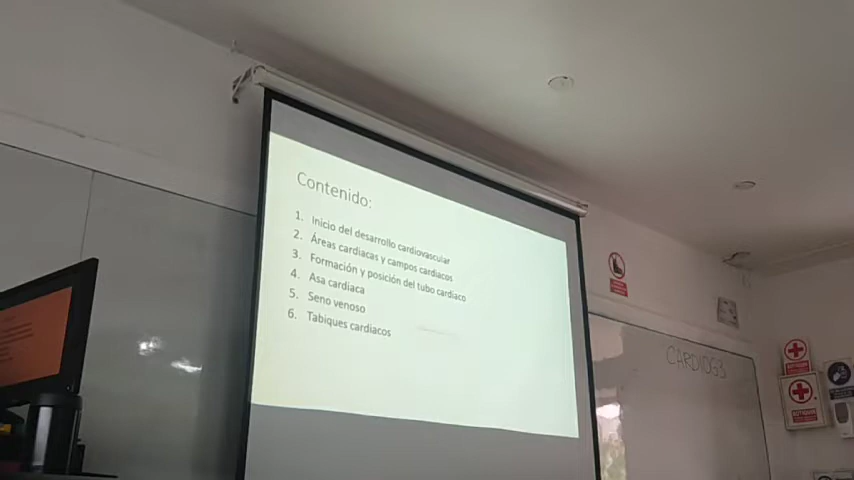 Contenido:
1. Inicio del desarrollo cardiovascular
2. Áreas cardiacas y campos cardiacos
3. Formación y posición del tubo cardiaco
4. Asa cardiaca
5. Seno venoso
6. Tabiques cardiacos
CARDIOG3